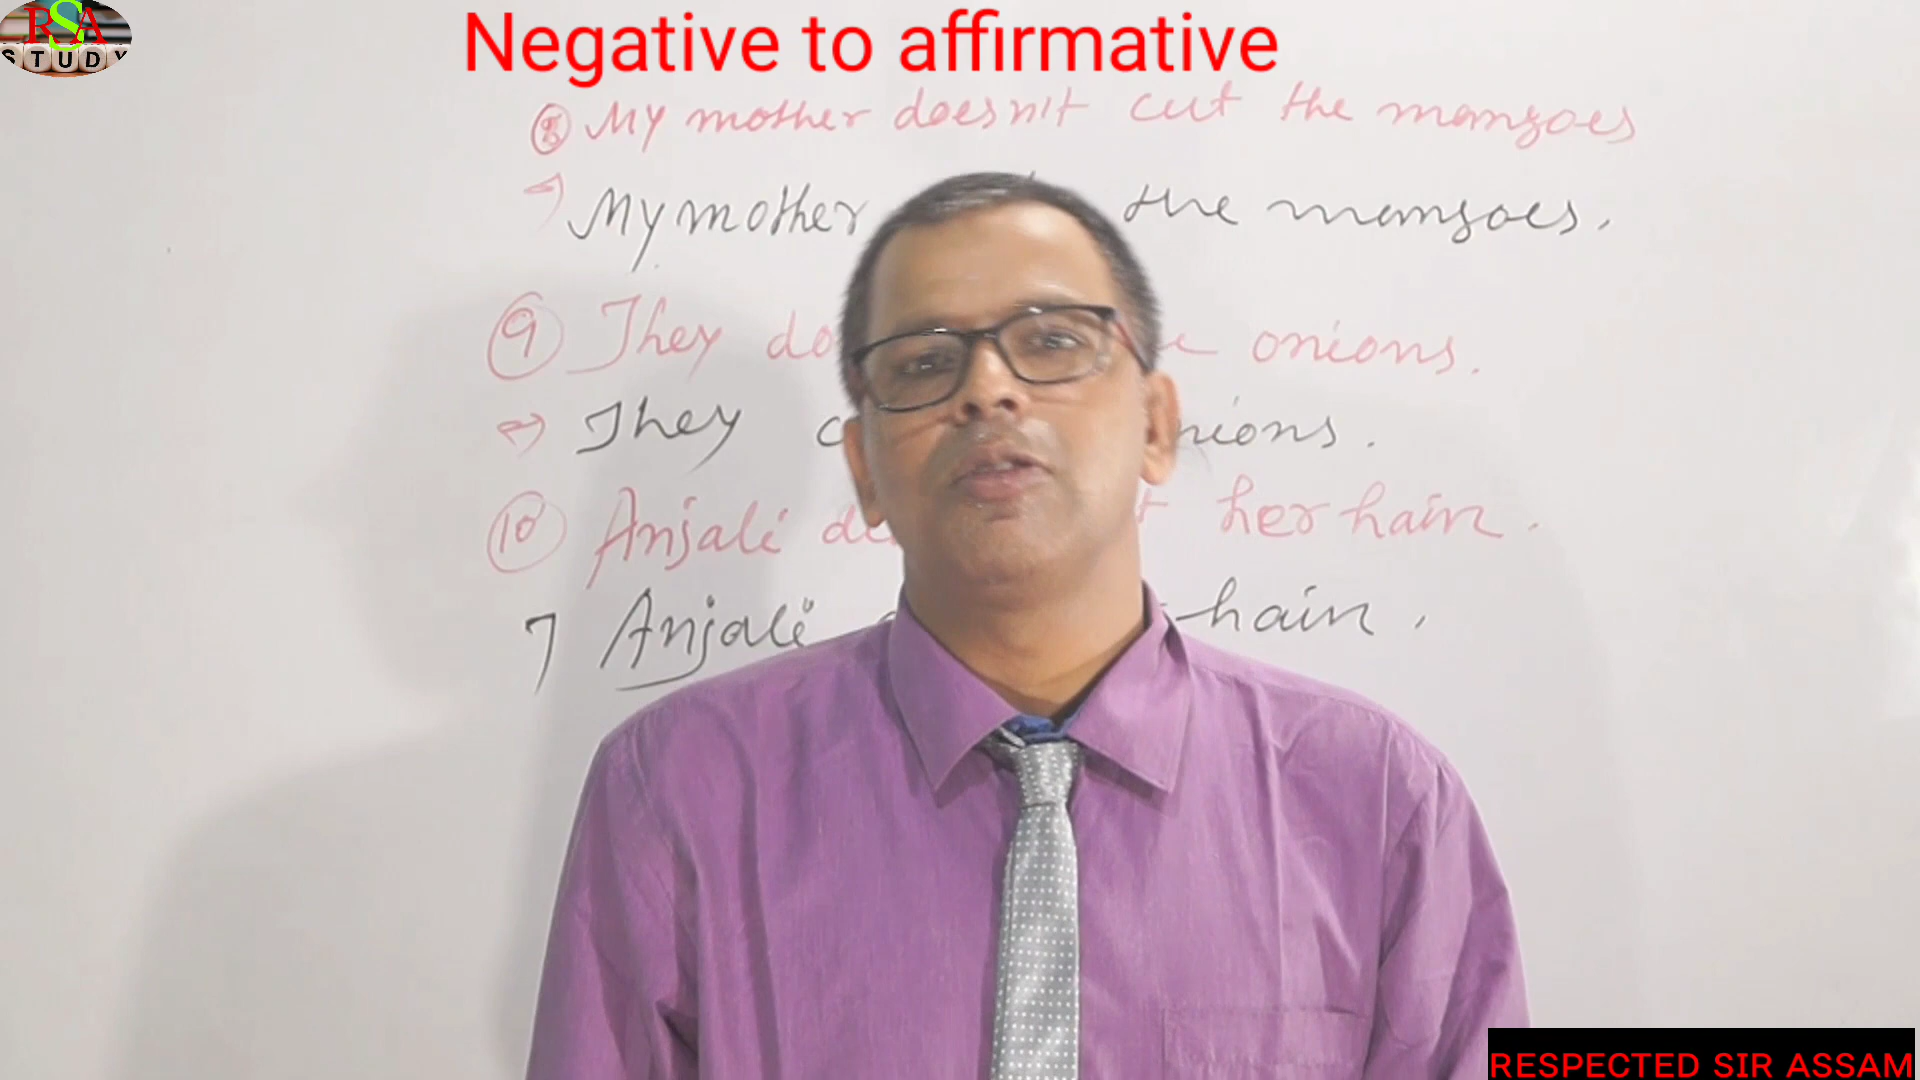 RSA
STUDY
Negative to affirmative
8 My mother doesn't cut the mangoes
My mother the mangoes.
9 They onions.
They
10 Anjali her hair.
Anjali hair.
RESPECTED SIR ASSAM